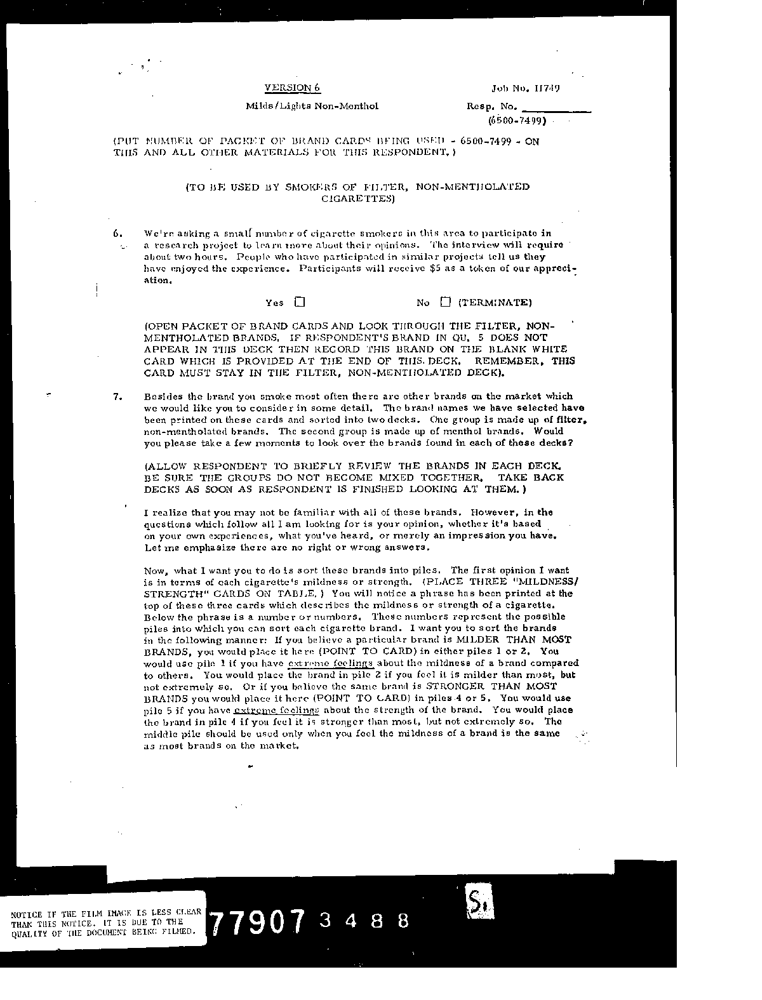 VERSION 6
Job No. 11749
Milds/Lights Non-Menthol
Resp. No.
(6500-7499)
(PUT NUMBER OF PACKET OF BRAND CARDS BEING USED - 6500-7499 - ON
THIS AND ALL OTHER MATERIALS FOR THIS RESPONDENT.)
(TO BE USED BY SMOKERS OF FILTER, NON-MENTHOLATED
CIGARETTES)
6. We're asking a small number of cigarette smokers in this area to participate in
a research project to learn more about their opinions. The interview will require
about two hours. People who have participated in similar projects tell us they
have enjoyed the experience. Participants will receive $5 as a token of our appreci-
ation.
Yes ☐ No ☐ (TERMINATE)
(OPEN PACKET OF BRAND CARDS AND LOOK THROUGH THE FILTER, NON-
MENTHOLATED BRANDS. IF RESPONDENT'S BRAND IN QU. 5 DOES NOT
APPEAR IN THIS DECK THEN RECORD THIS BRAND ON THE BLANK WHITE
CARD WHICH IS PROVIDED AT THE END OF THIS DECK. REMEMBER, THIS
CARD MUST STAY IN THE FILTER, NON-MENTHOLATED DECK).
7. Besides the brand you smoke most often there are other brands on the market which
we would like you to consider in some detail. The brand names we have selected have
been printed on these cards and sorted into two decks. One group is made up of filter,
non-mentholated brands. The second group is made up of menthol brands. Would
you please take a few moments to look over the brands found in each of these decks?
(ALLOW RESPONDENT TO BRIEFLY REVIEW THE BRANDS IN EACH DECK.
BE SURE THE GROUPS DO NOT BECOME MIXED TOGETHER. TAKE BACK
DECKS AS SOON AS RESPONDENT IS FINISHED LOOKING AT THEM.)
I realize that you may not be familiar with all of these brands. However, in the
questions which follow all I am looking for is your opinion, whether it's based
on your own experiences, what you've heard, or merely an impression you have.
Let me emphasize there are no right or wrong answers.
Now, what I want you to do is sort these brands into piles. The first opinion I want
is in terms of each cigarette's mildness or strength. (PLACE THREE "MILDNESS/
STRENGTH" CARDS ON TABLE.) You will notice a phrase has been printed at the
top of these three cards which describes the mildness or strength of a cigarette.
Below the phrase is a number or numbers. These numbers represent the possible
piles into which you can sort each cigarette brand. I want you to sort the brands
in the following manner: If you believe a particular brand is MILDER THAN MOST
BRANDS, you would place it here (POINT TO CARD) in either piles 1 or 2. You
would use pile 1 if you have extreme feelings about the mildness of a brand compared
to others. You would place the brand in pile 2 if you feel it is milder than most, but
not extremely so. Or if you believe the same brand is STRONGER THAN MOST
BRANDS you would place it here (POINT TO CARD) in piles 4 or 5. You would use
pile 5 if you have extreme feelings about the strength of the brand. You would place
the brand in pile 4 if you feel it is stronger than most, but not extremely so. The
middle pile should be used only when you feel the mildness of a brand is the same
as most brands on the market.
NOTICE IF THE FILM IMAGE IS LESS CLEAR
THAN THIS NOTICE, IT IS DUE TO THE
QUALITY OF THE DOCUMENT BEING FILMED.
77907 3488